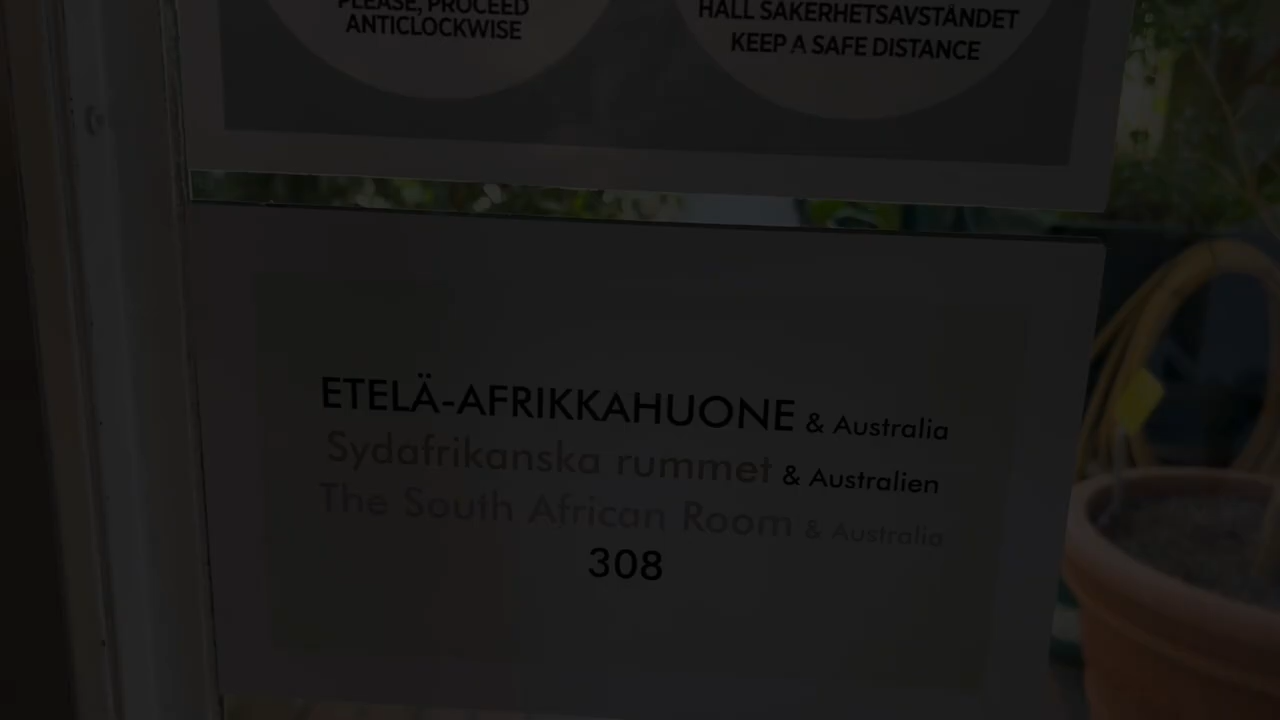 PLEASE, PROCEED
ANTICLOCKWISE
HÅLL SÄKERHETSAVSTÅNDET
KEEP A SAFE DISTANCE
ETELÄ-AFRIKKAHUONE & Australia
Sydafrikanska rummet & Australien
The South African Room & Australia
308